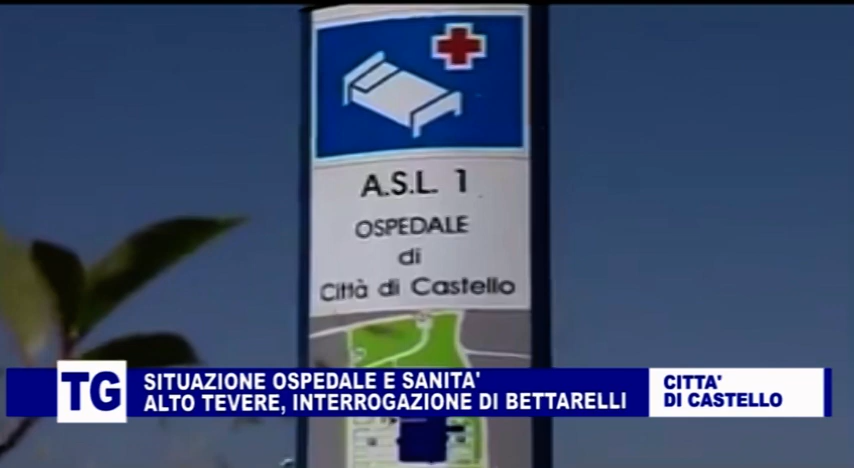 A.S.L. 1
OSPEDALE
di
Città di Castello
TG
SITUAZIONE OSPEDALE E SANITA'
ALTO TEVERE, INTERROGAZIONE DI BETTARELLI
CITTA'
DI CASTELLO